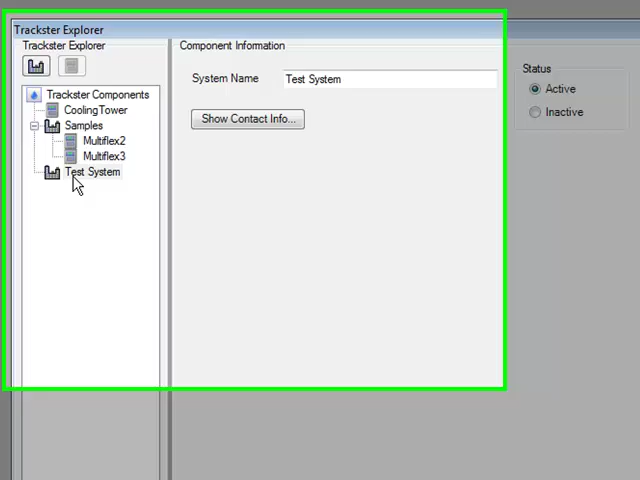 Trackster Explorer
Trackster Explorer
Trackster Components
CoolingTower
Samples
Multiflex2
Multiflex3
Test System
Component Information
System Name Test System
Show Contact Info...
Status
Active
Inactive